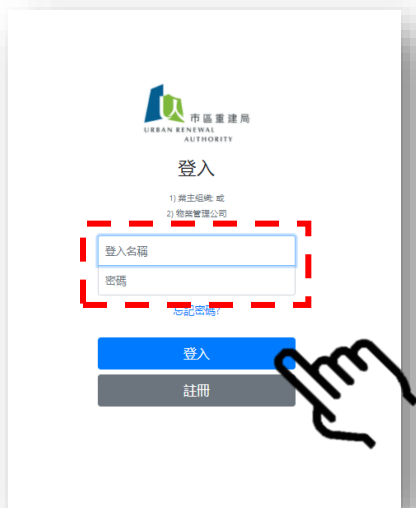 市區重建局
URBAN RENEWAL
AUTHORITY
登入
1) 業主組織; 或
2) 物業管理公司
登入名稱
密碼
忘記密碼?
登入
註冊